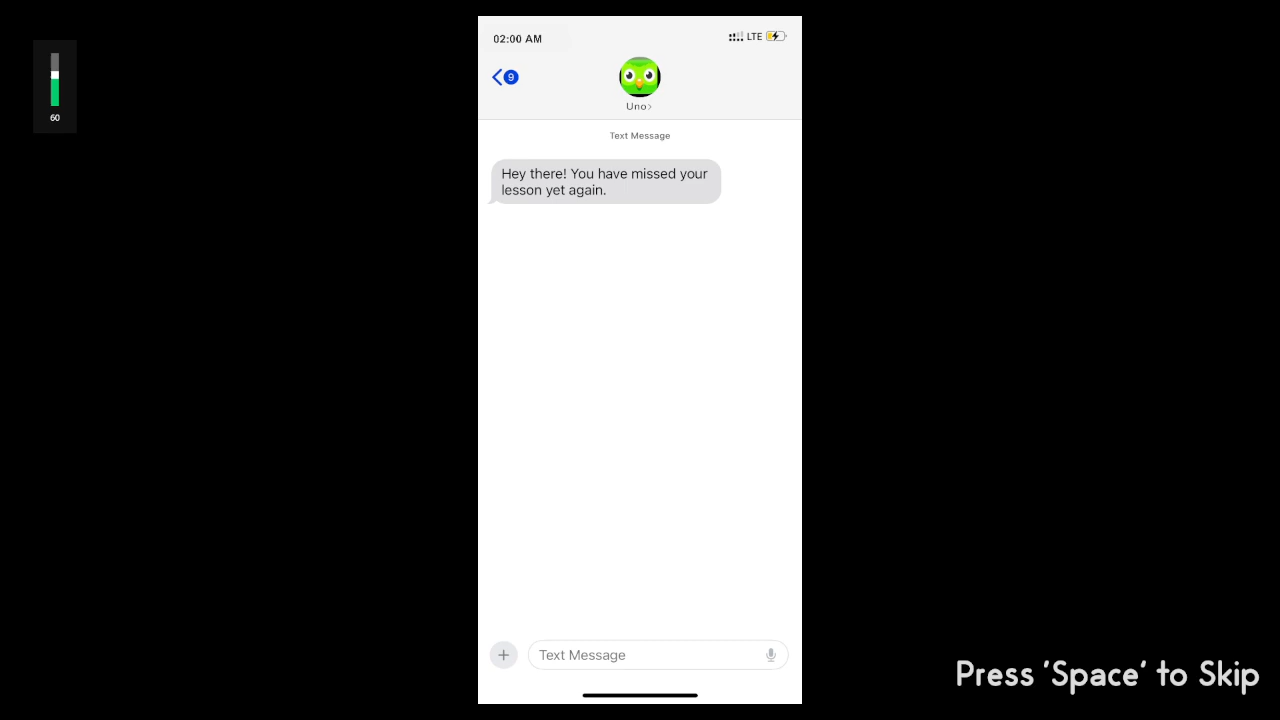 60
02:00 AM
LTE
9
Uno
Text Message
Hey there! You have missed your
lesson yet again.
Text Message
Press 'Space' to Skip